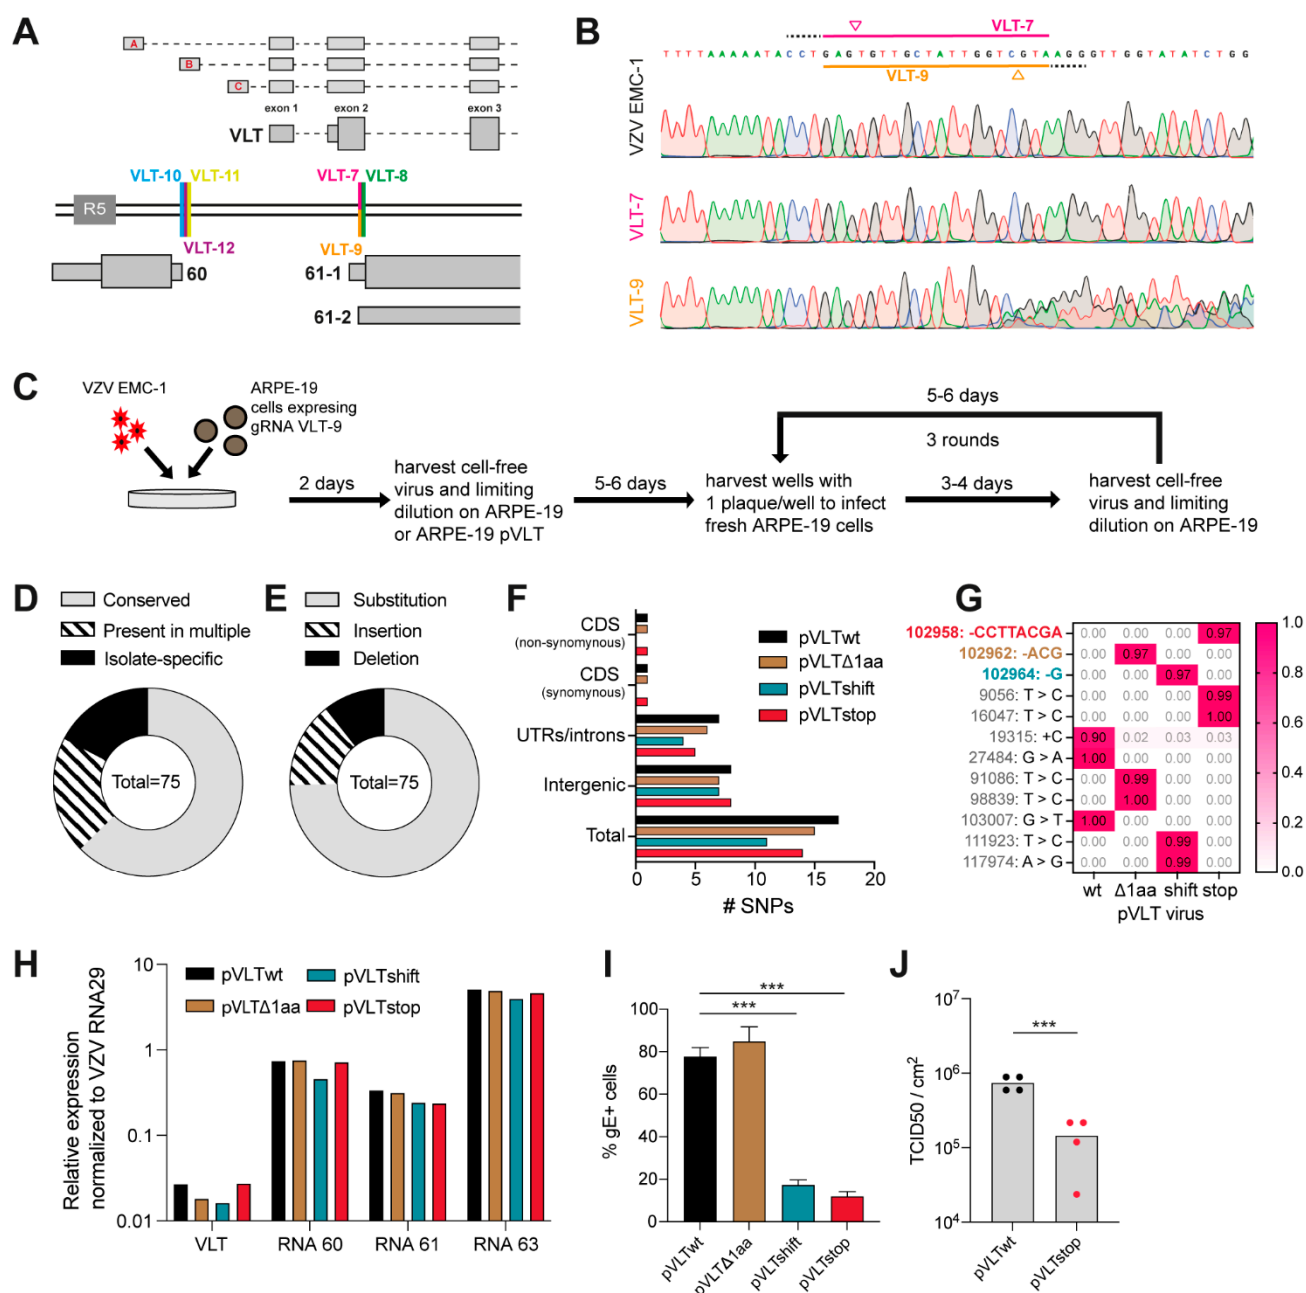 A
A
B
C
exon 1
exon 2
exon 3
VLT
VLT-10
VLT-11
VLT-7
VLT-8
R5
VLT-12
VLT-9
60
61-1
61-2
B
VLT-7
T T T T A A A A A T A C C T G A G T G T T G C T A T T G G T C G T A A G G G T T G G T A T A T C T G G
VLT-9
VZV EMC-1
VLT-7
VLT-9
C
VZV EMC-1
ARPE-19
cells expresing
gRNA VLT-9
2 days
harvest cell-free
virus and limiting
dilution on ARPE-19
or ARPE-19 pVLT
5-6 days
harvest wells with
1 plaque/well to infect
fresh ARPE-19 cells
3-4 days
harvest cell-free
virus and limiting
dilution on ARPE-19
5-6 days
3 rounds
D
Conserved
Present in multiple
Isolate-specific
Total=75
E
Substitution
Insertion
Deletion
Total=75
F
CDS
(non-synomynous)
CDS
(synomynous)
UTRs/introns
Intergenic
Total
0 5 10 15 20
# SNPs
pVLTwt
pVLTΔ1aa
pVLTshift
pVLTstop
G
102958: -CCTTACGA 0.00 0.00 0.00 0.97
102962: -ACG 0.00 0.97 0.00 0.00
102964: -G 0.00 0.00 0.97 0.00
9056: T > C 0.00 0.00 0.00 0.99
16047: T > C 0.00 0.00 0.00 1.00
19315: +C 0.90 0.02 0.03 0.03
27484: G > A 1.00 0.00 0.00 0.00
91086: T > C 0.00 0.99 0.00 0.00
98839: T > C 0.00 1.00 0.00 0.00
103007: G > T 1.00 0.00 0.00 0.00
111923: T > C 0.00 0.00 0.99 0.00
117974: A > G 0.00 0.00 0.99 0.00
wt Δ1aa shift stop
pVLT virus
1.0
0.8
0.6
0.4
0.2
0.0
H
Relative expression
normalized to VZV RNA29
10
1
0.1
0.01
pVLTwt
pVLTΔ1aa
pVLTshift
pVLTstop
VLT RNA 60 RNA 61 RNA 63
I
% gE+ cells
100
80
60
40
20
0
***
***
pVLTwt
pVLTΔ1aa
pVLTshift
pVLTstop
J
TCID50 / cm2
10^7
10^6
10^5
10^4
***
pVLTwt
pVLTstop